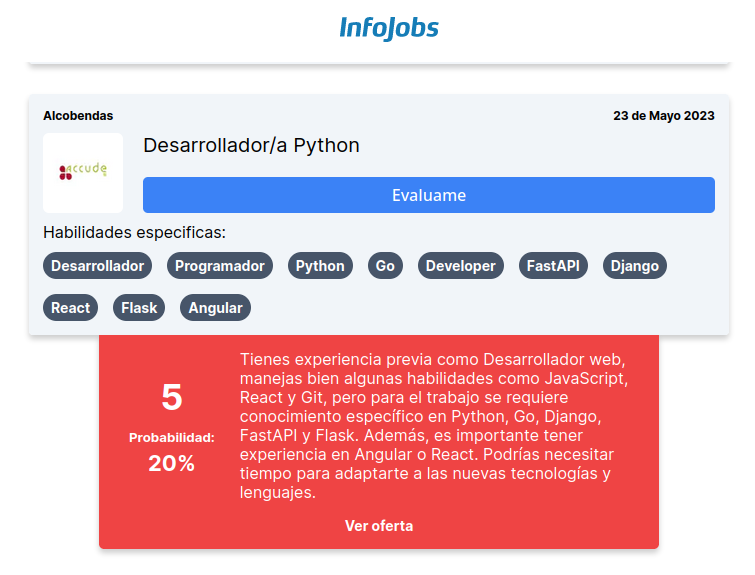 InfoJobs
Alcobendas
23 de Mayo 2023
Accude
Desarrollador/a Python
Evaluame
Habilidades especificas:
Desarrollador Programador Python Go Developer FastAPI Django
React Flask Angular
5
Probabilidad:
20%
Tienes experiencia previa como Desarrollador web,
manejas bien algunas habilidades como JavaScript,
React y Git, pero para el trabajo se requiere
conocimiento específico en Python, Go, Django,
FastAPI y Flask. Además, es importante tener
experiencia en Angular o React. Podrías necesitar
tiempo para adaptarte a las nuevas tecnologías y
lenguajes.
Ver oferta